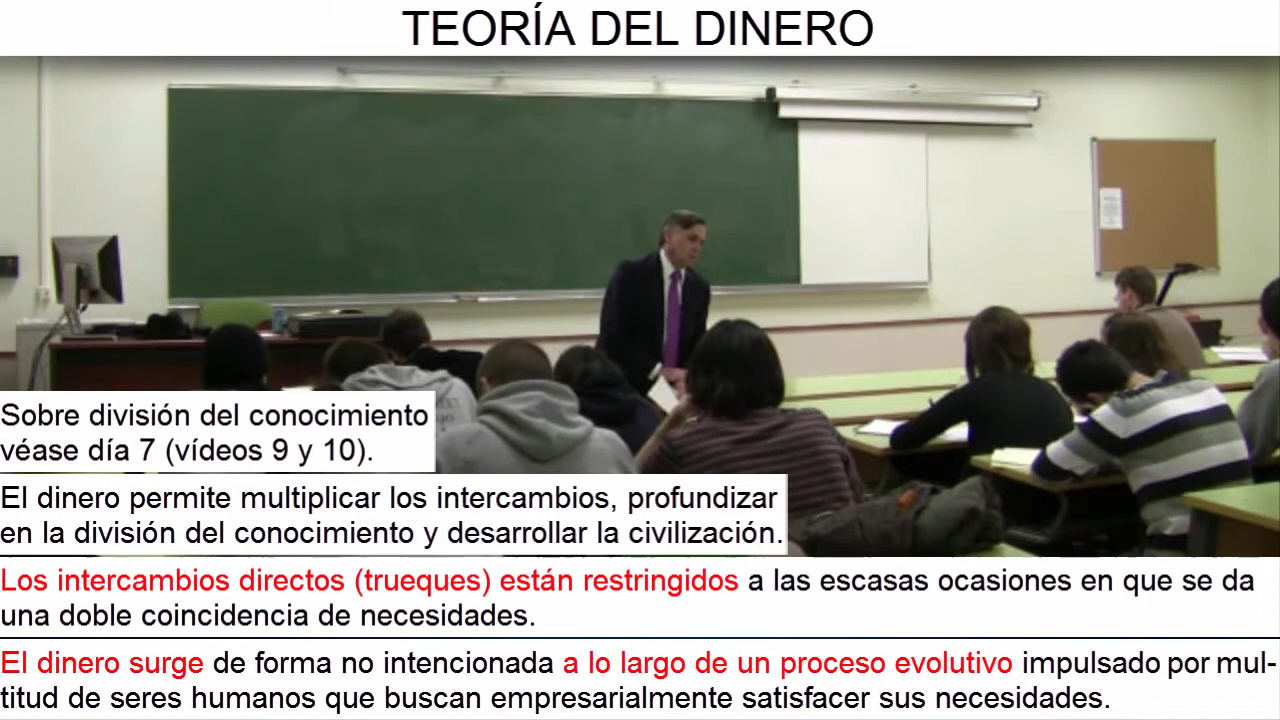 TEORÍA DEL DINERO
Sobre división del conocimiento
véase día 7 (vídeos 9 y 10).
El dinero permite multiplicar los intercambios, profundizar
en la división del conocimiento y desarrollar la civilización.
Los intercambios directos (trueques) están restringidos a las escasas ocasiones en que se da
una doble coincidencia de necesidades.
El dinero surge de forma no intencionada a lo largo de un proceso evolutivo impulsado por mul-
titud de seres humanos que buscan empresarialmente satisfacer sus necesidades.